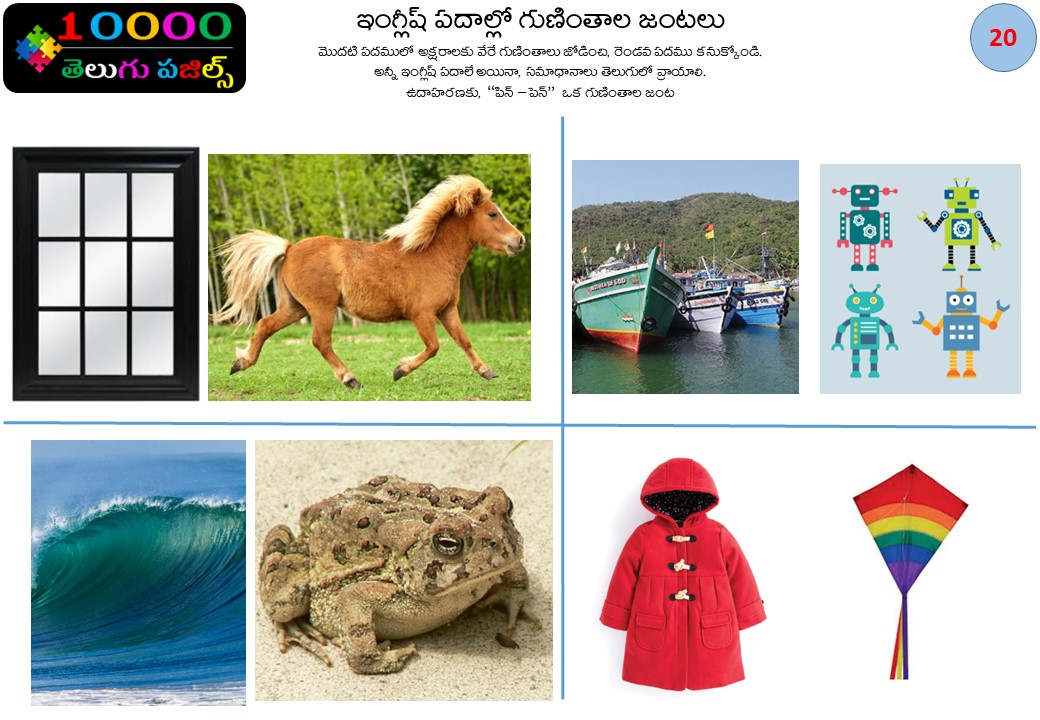 10000
తెలుగు పజిల్స్
ఇంగ్లీష్ పదాల్లో గుణింతాల జంటలు
మొదటి పదములో అక్షరాలకు వేరే గుణింతాలు జోడించి, రెండవ పదము కనుక్కోండి.
అన్నీ ఇంగ్లీష్ పదాలే అయినా, సమాధానాలు తెలుగులో వ్రాయాలి.
ఉదాహరణకు, “పిన్ – పెన్” ఒక గుణింతాల జంట
20